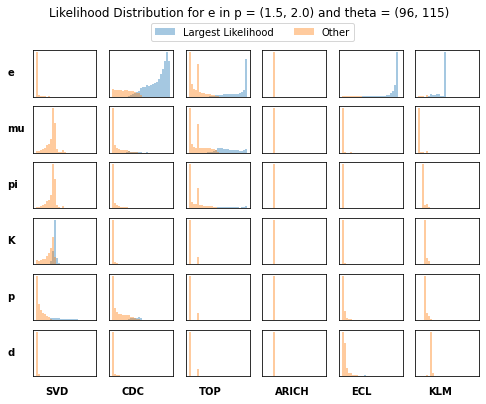 Likelihood Distribution for e in p = (1.5, 2.0) and theta = (96, 115)
Largest Likelihood Other
e
mu
pi
K
p
d
SVD CDC TOP ARICH ECL KLM